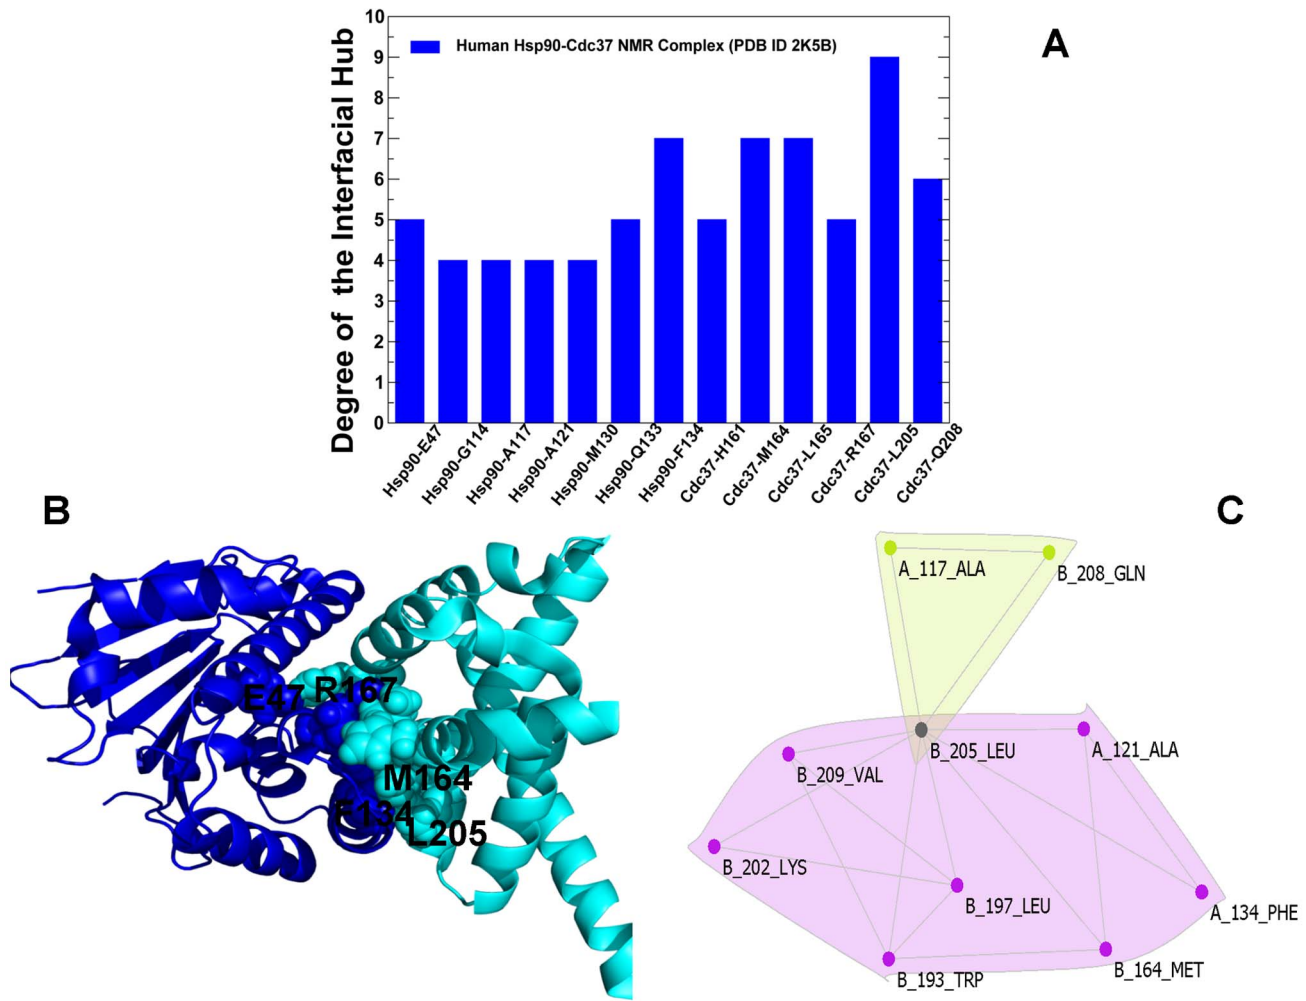 A
Human Hsp90-Cdc37 NMR Complex (PDB ID 2K5B)
Degree of the Interfacial Hub
10
9
8
7
6
5
4
3
2
1
0
Hsp90-E47
Hsp90-G114
Hsp90-A117
Hsp90-A121
Hsp90-M130
Hsp90-Q133
Hsp90-F134
Cdc37-H161
Cdc37-M164
Cdc37-L165
Cdc37-R167
Cdc37-L205
Cdc37-Q208
B
E47
R167
M164
F134
L205
C
A_117_ALA
B_208_GLN
B_205_LEU
A_121_ALA
B_209_VAL
B_202_LYS
B_197_LEU
A_134_PHE
B_164_MET
B_193_TRP